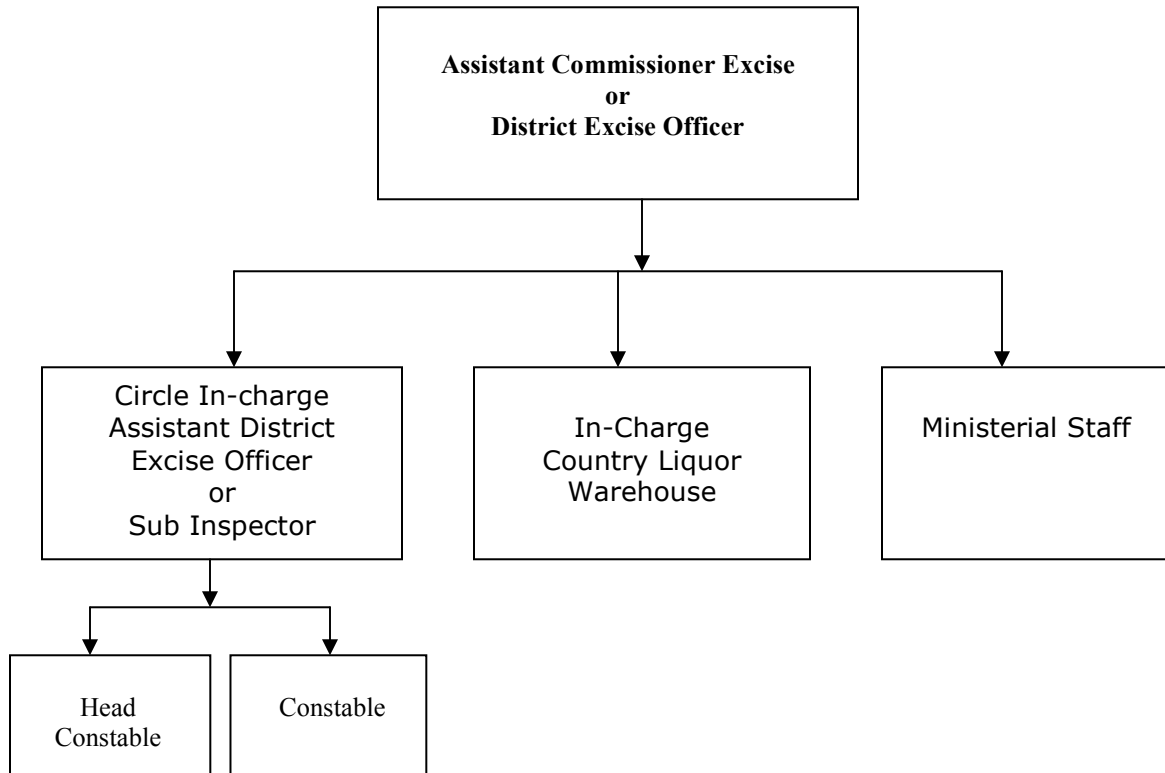 Assistant Commissioner Excise
or
District Excise Officer
Circle In-charge
Assistant District
Excise Officer
or
Sub Inspector
In-Charge
Country Liquor
Warehouse
Ministerial Staff
Head
Constable
Constable